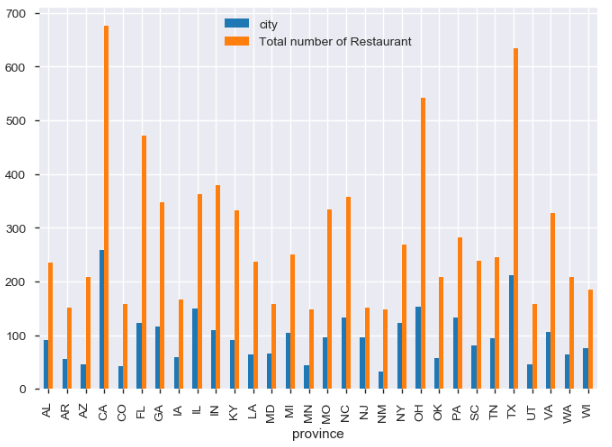 700
600
500
400
300
200
100
0
city
Total number of Restaurant
AL AR AZ CA CO FL GA IA IL IN KY LA MD MI MN MO NC NJ NM NY OH OK PA SC TN TX UT VA WA WI
province